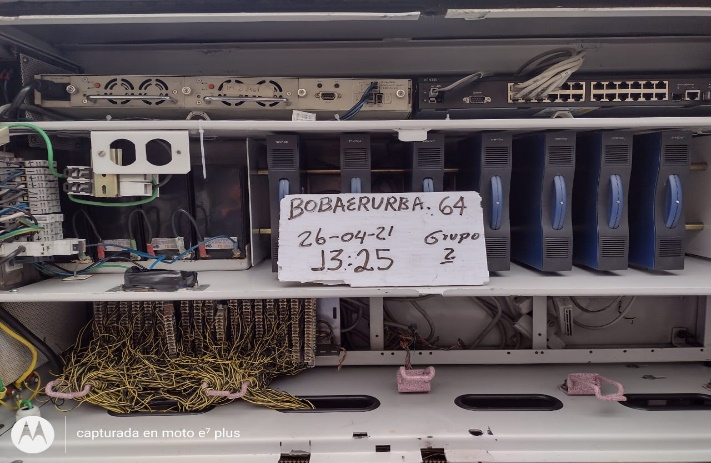 BOBAERURBA. 64
26-04-21 Grupo
13:25 2
capturada en moto e⁷ plus